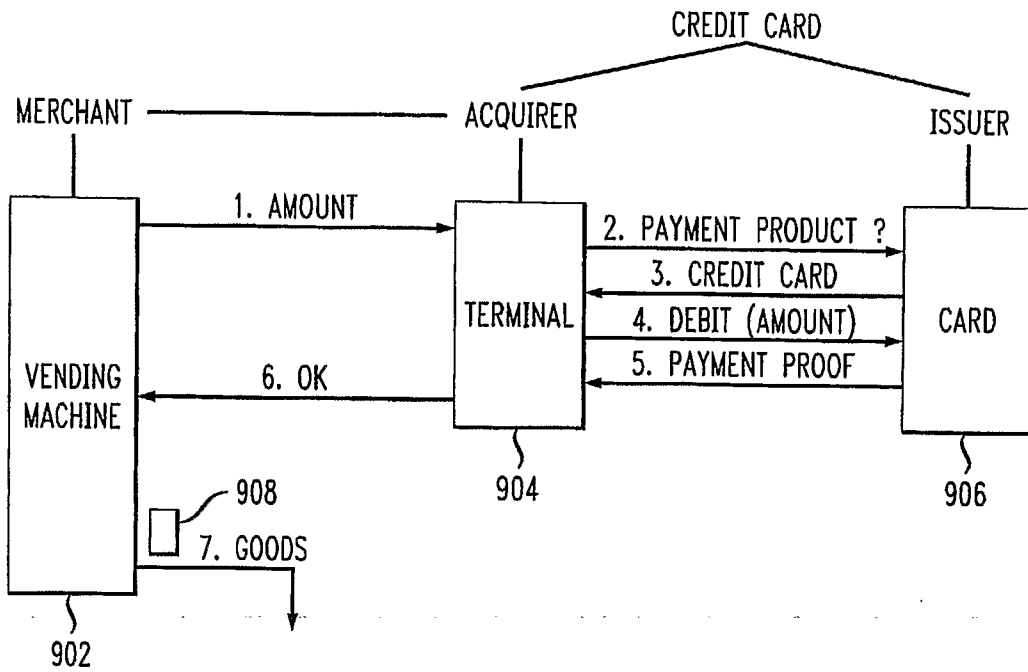 CREDIT CARD
MERCHANT
ACQUIRER
ISSUER
1. AMOUNT
2. PAYMENT PRODUCT ?
3. CREDIT CARD
TERMINAL
4. DEBIT (AMOUNT)
CARD
5. PAYMENT PROOF
VENDING
MACHINE
6. OK
904
906
908
7. GOODS
902